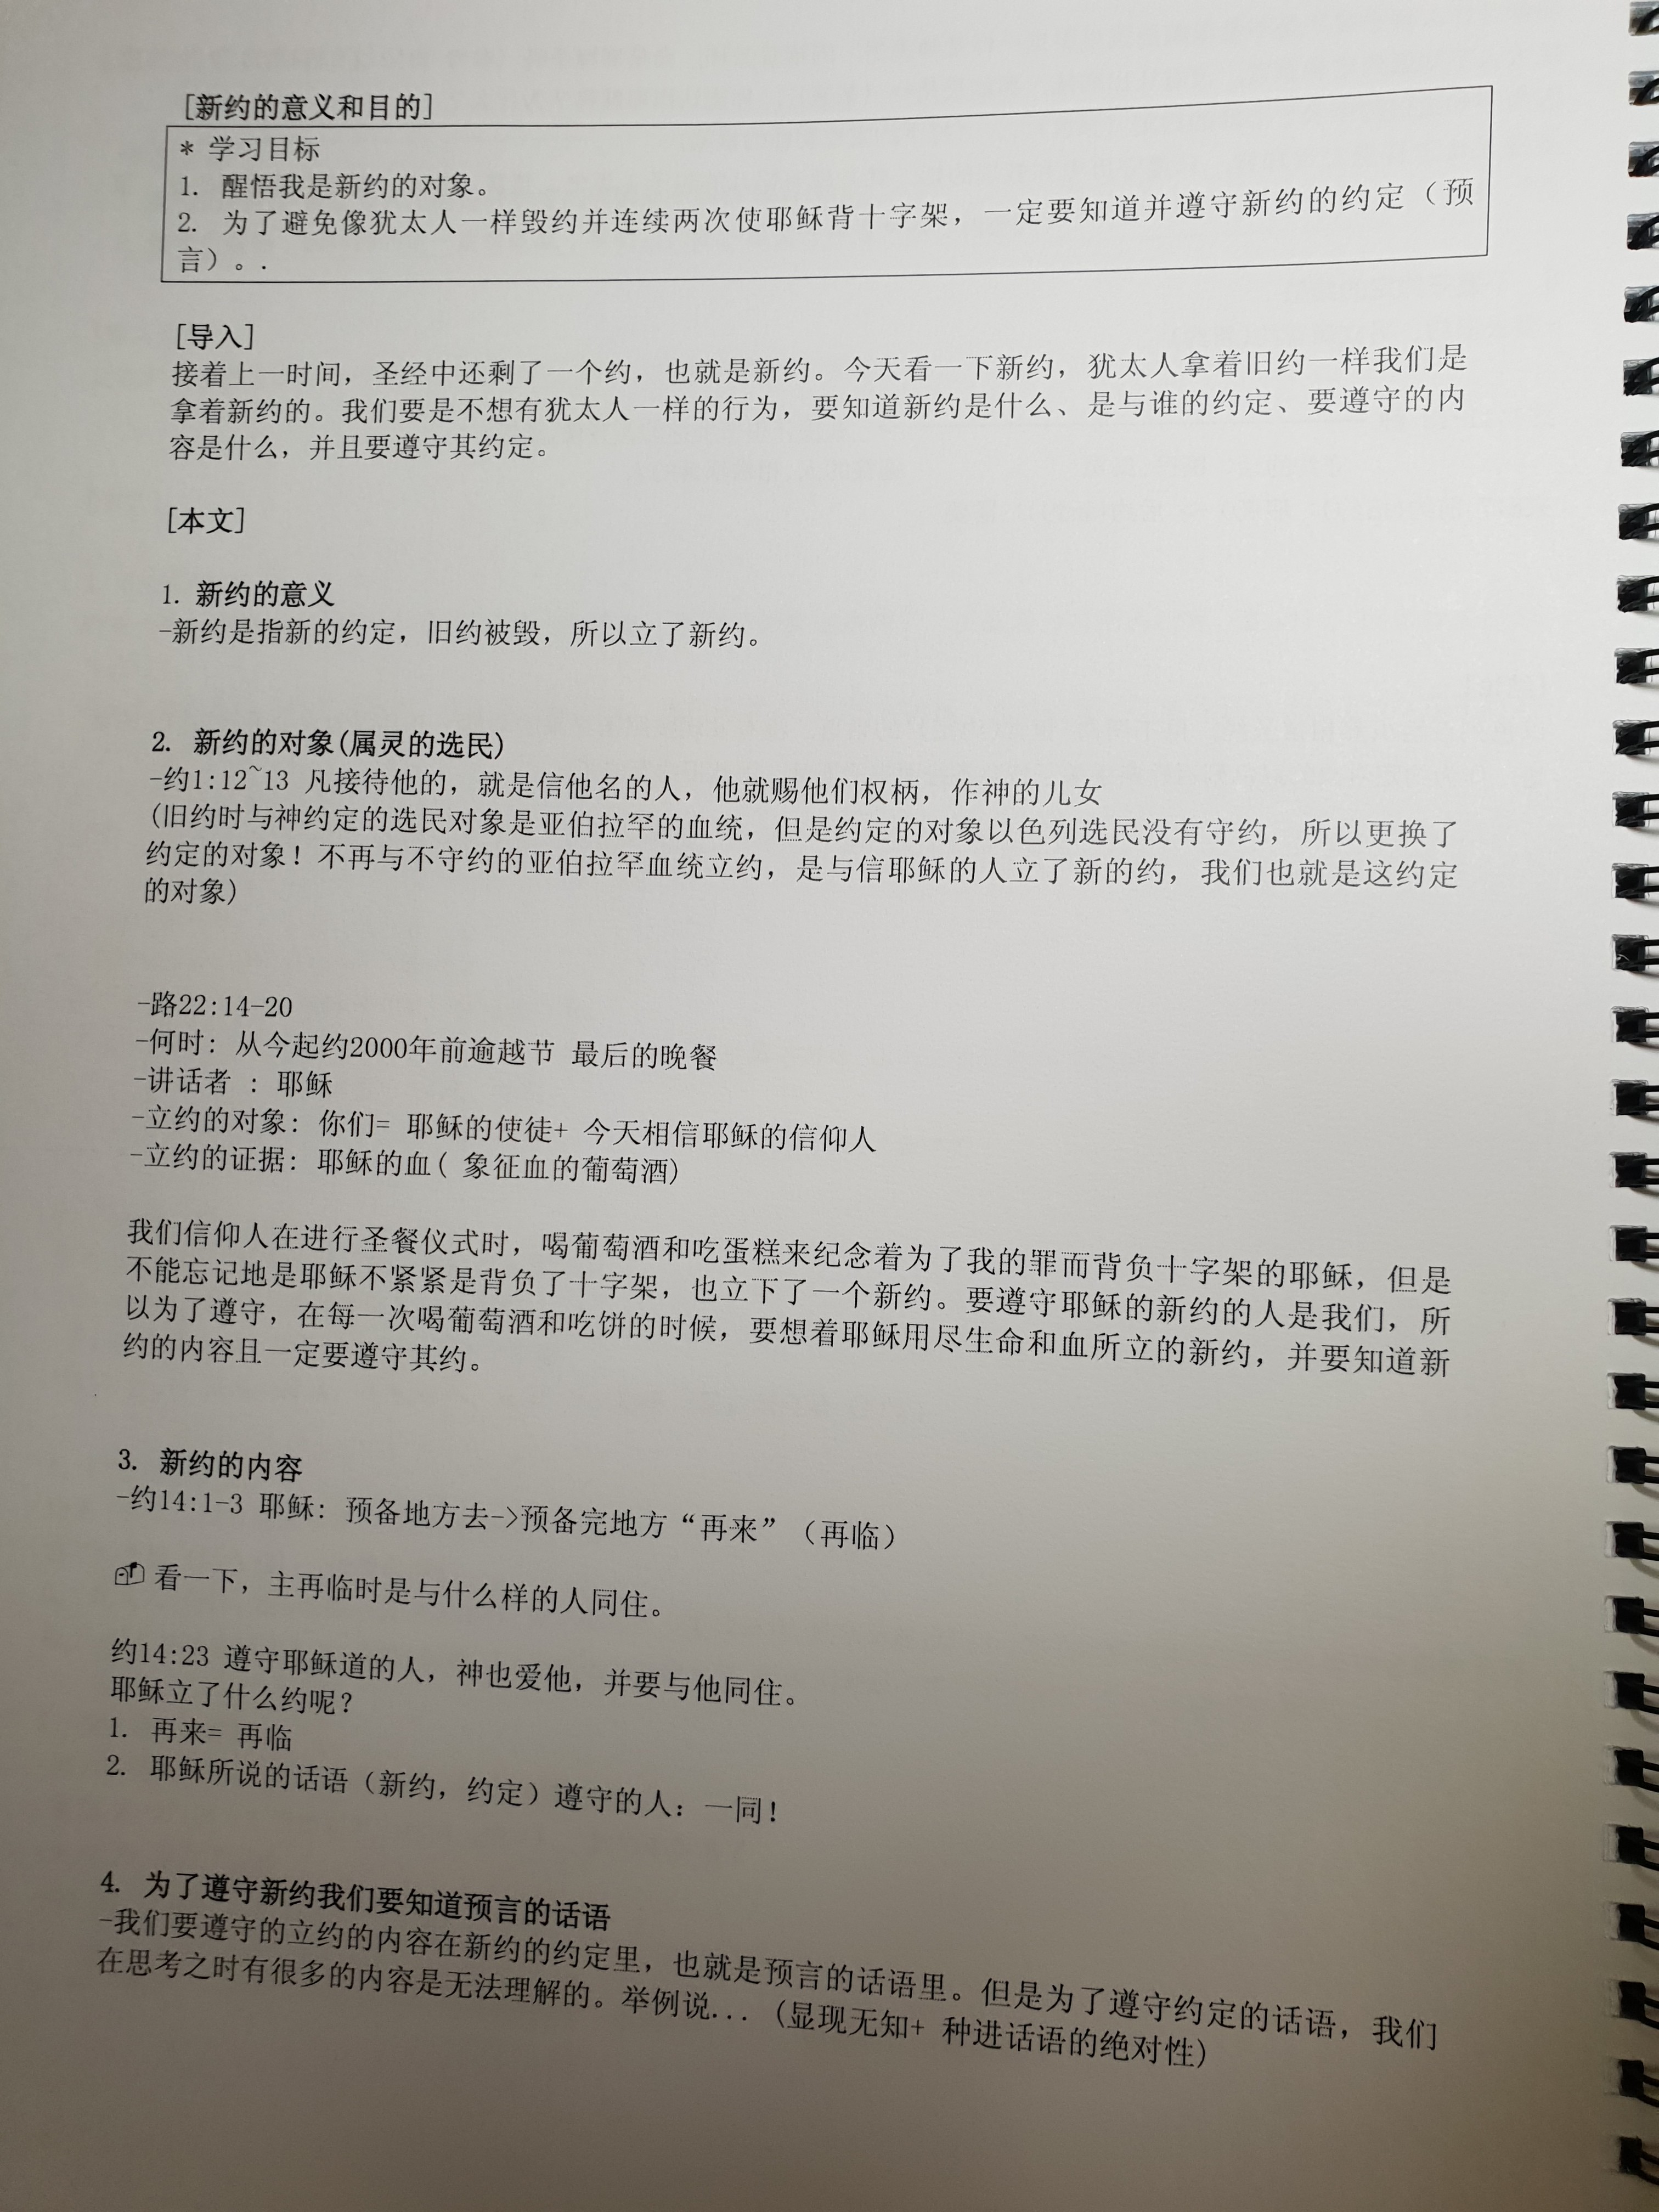 [新约的意义和目的]
* 学习目标
1. 醒悟我是新约的对象。
2. 为了避免像犹太人一样毁约并连续两次使耶稣背十字架，一定要知道并遵守新约的约定（预
言）。.
[导入]
接着上一时间，圣经中还剩了一个约，也就是新约。今天看一下新约，犹太人拿着旧约一样我们是
拿着新约的。我们要是不想有犹太人一样的行为，要知道新约是什么、是与谁的约定、要遵守的内
容是什么，并且要遵守其约定。
[本文]
1. 新约的意义
-新约是指新的约定，旧约被毁，所以立了新约。
2. 新约的对象(属灵的选民)
-约1:12~13 凡接待他的，就是信他名的人，他就赐他们权柄，作神的儿女
(旧约时与神约定的选民对象是亚伯拉罕的血统，但是约定的对象以色列选民没有守约，所以更换了
约定的对象！不再与不守约的亚伯拉罕血统立约，是与信耶稣的人立了新的约，我们也就是这约定
的对象)
-路22:14-20
-何时: 从今起约2000年前逾越节 最后的晚餐
-讲话者 : 耶稣
-立约的对象: 你们= 耶稣的使徒+ 今天相信耶稣的信仰人
-立约的证据: 耶稣的血( 象征血的葡萄酒)
我们信仰人在进行圣餐仪式时，喝葡萄酒和吃蛋糕来纪念着为了我的罪而背负十字架的耶稣，但是
不能忘记地是耶稣不紧紧是背负了十字架，也立下了一个新约。要遵守耶稣的新约的人是我们，所
以为了遵守，在每一次喝葡萄酒和吃饼的时候，要想着耶稣用尽生命和血所立的新约，并要知道新
约的内容且一定要遵守其约。
3. 新约的内容
-约14:1-3 耶稣: 预备地方去->预备完地方“再来”（再临）
看一下，主再临时是与什么样的人同住。
约14:23 遵守耶稣道的人，神也爱他，并要与他同住。
耶稣立了什么约呢?
1. 再来= 再临
2. 耶稣所说的话语（新约，约定）遵守的人: 一同!
4. 为了遵守新约我们要知道预言的话语
-我们要遵守的立约的内容在新约的约定里，也就是预言的话语里。但是为了遵守约定的话语，我们
在思考之时有很多的内容是无法理解的。举例说... (显现无知+ 种进话语的绝对性)